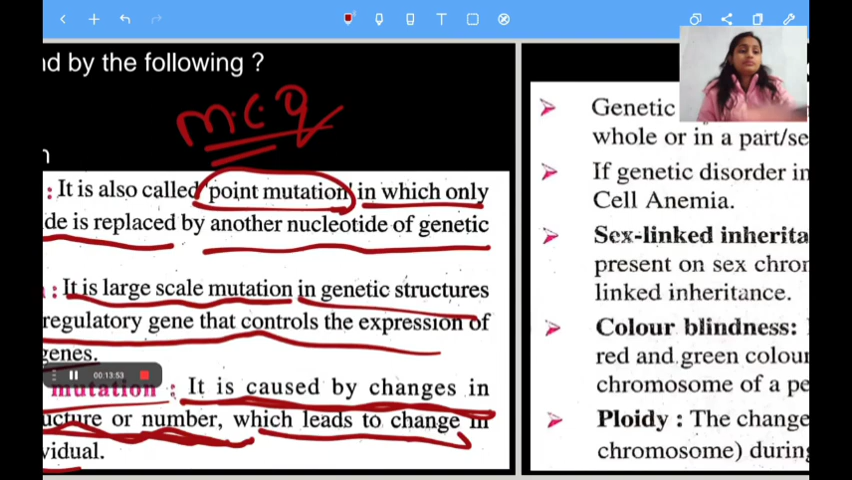 nd by the following ?
m.c.q
n
: It is also called 'point mutation' in which only
de is replaced by another nucleotide of genetic
: It is large scale mutation in genetic structures
regulatory gene that controls the expression of
genes.
00:13:53
mutation : It is caused by changes in
ucture or number, which leads to change in
vidual.
T
Genetic
whole or in a part/se
If genetic disorder in
Cell Anemia.
Sex-linked inherita
present on sex chron
linked inheritance.
Colour blindness:
red and green colour
chromosome of a pe
Ploidy : The change
chromosome) during